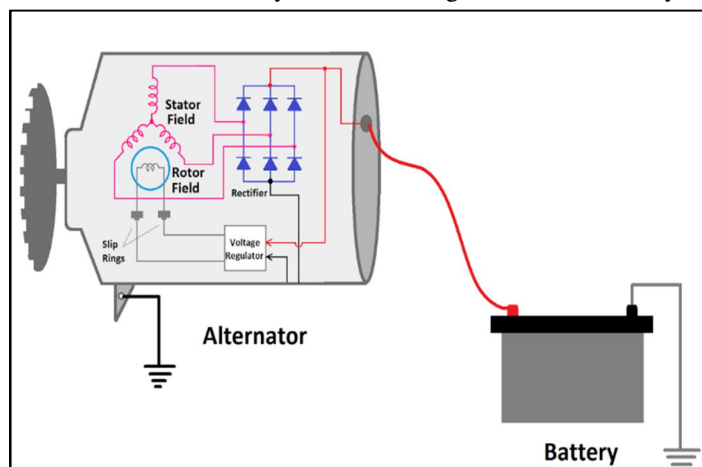 Stator
Field
Rotor
Field
Rectifier
Slip
Rings
Voltage
Regulator
Alternator
Battery